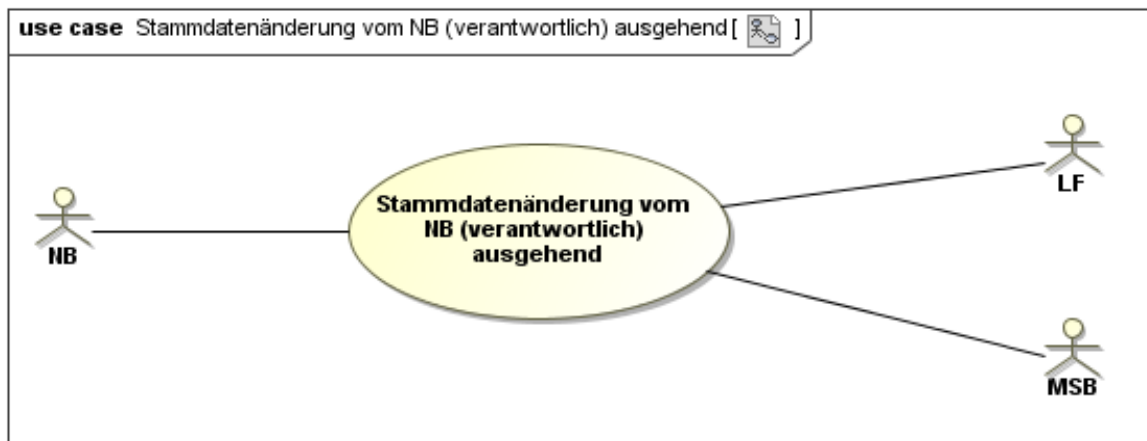 use case Stammdatenänderung vom NB (verantwortlich) ausgehend [ ]
LF
Stammdatenänderung vom
NB (verantwortlich)
ausgehend
NB
MSB